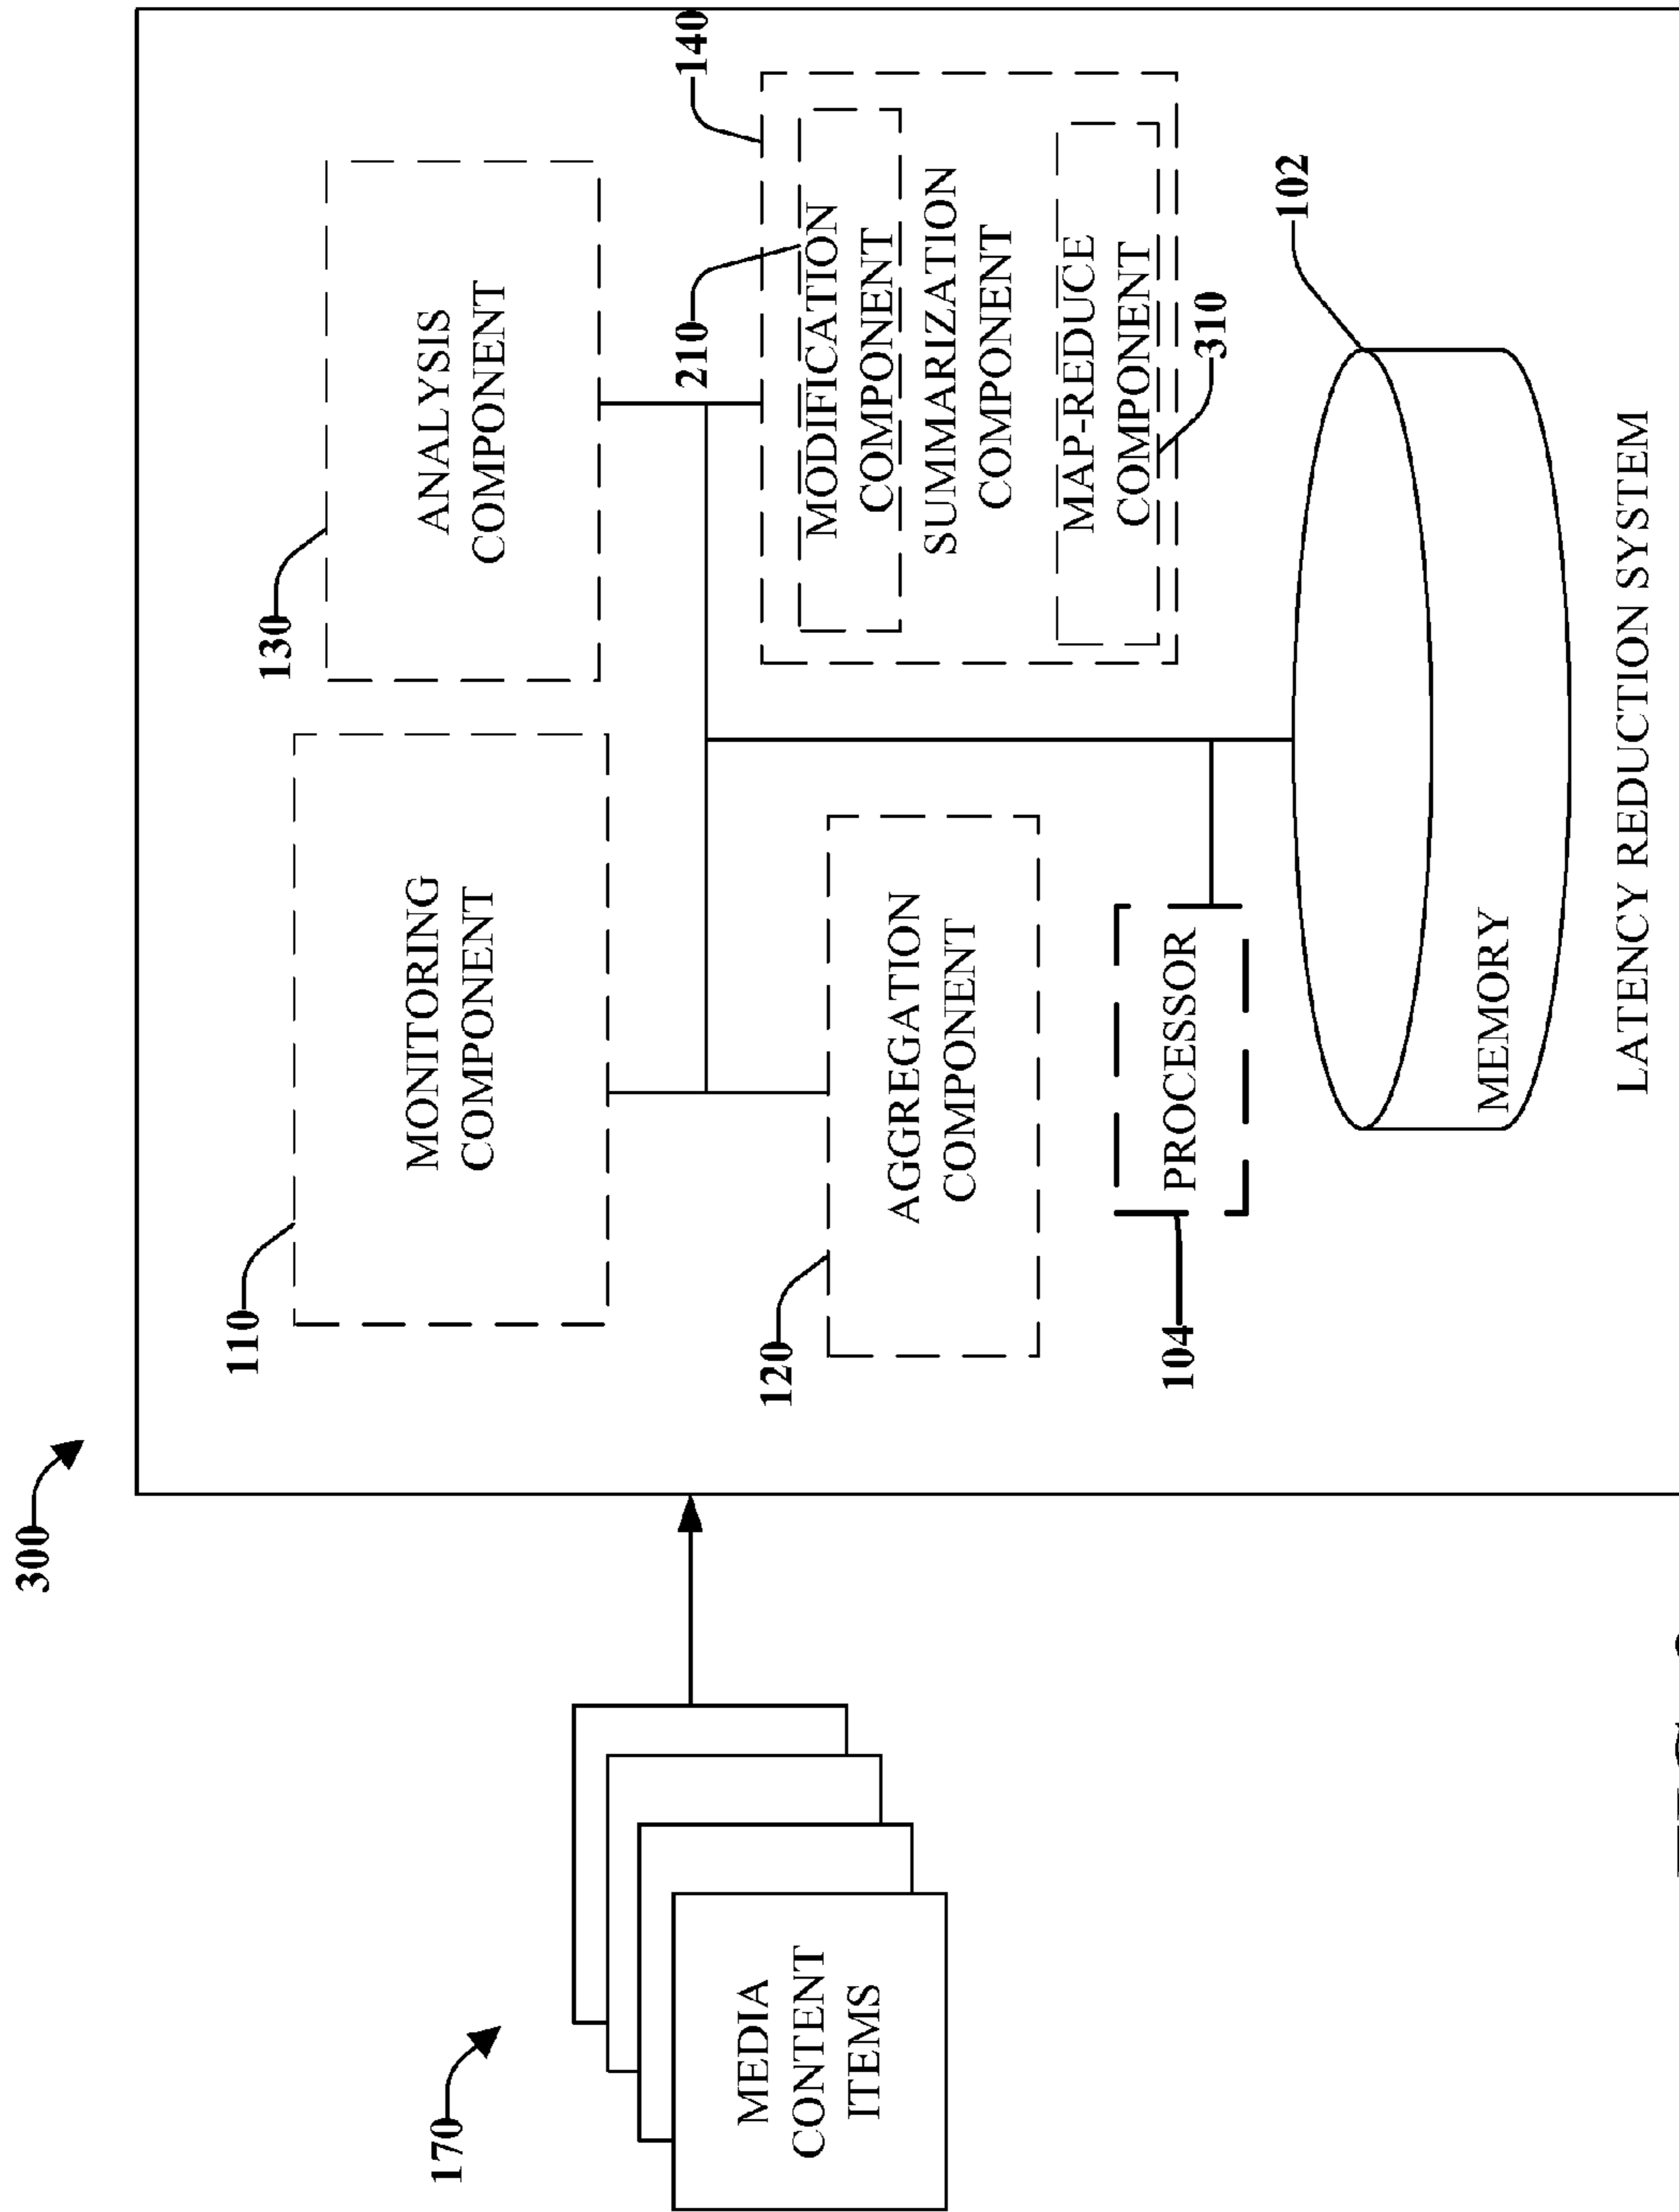 300
170
MEDIA
CONTENT
ITEMS
110
MONITORING
COMPONENT
130
ANALYSIS
COMPONENT
120
AGGREGATION
COMPONENT
210
140
MODIFICATION
COMPONENT
SUMMARIZATION
COMPONENT
MAP-REDUCE
COMPONENT
310
104
PROCESSOR
102
MEMORY
LATENCY REDUCTION SYSTEM